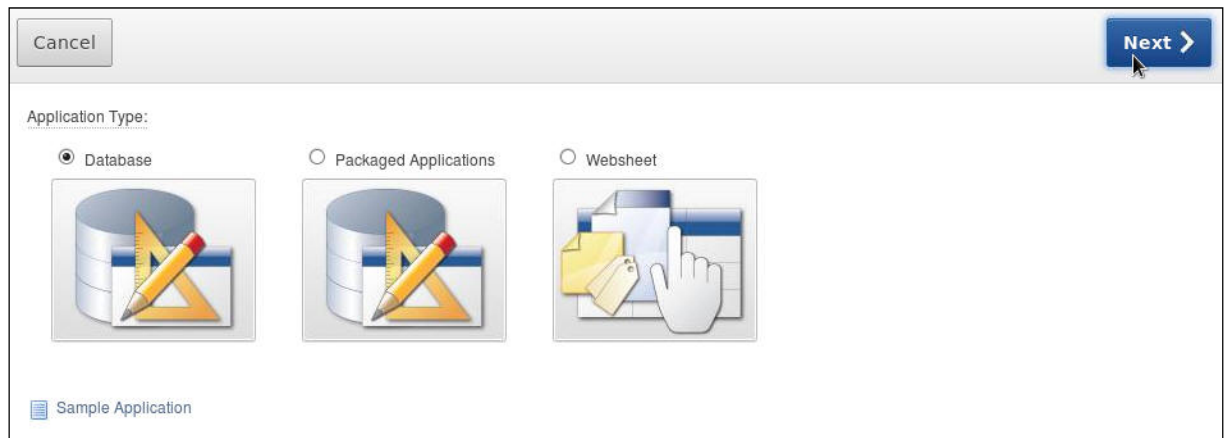 Cancel
Next
Application Type:
Database
Packaged Applications
Websheet
Sample Application